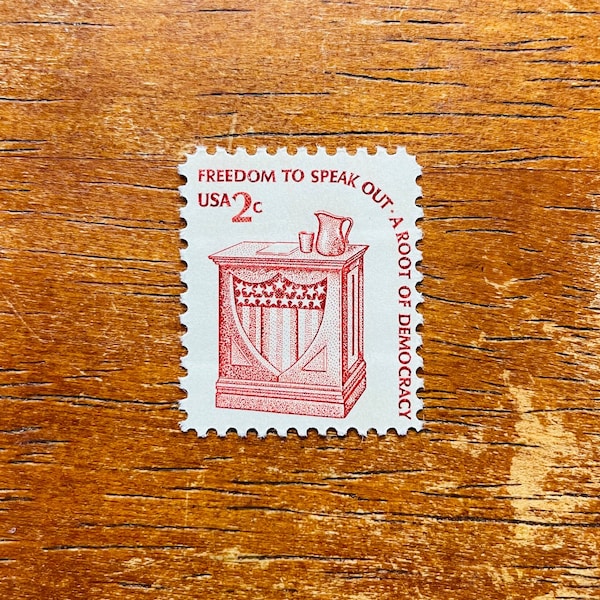 FREEDOM TO SPEAK OUT · A ROOT OF DEMOCRACY
USA 2c